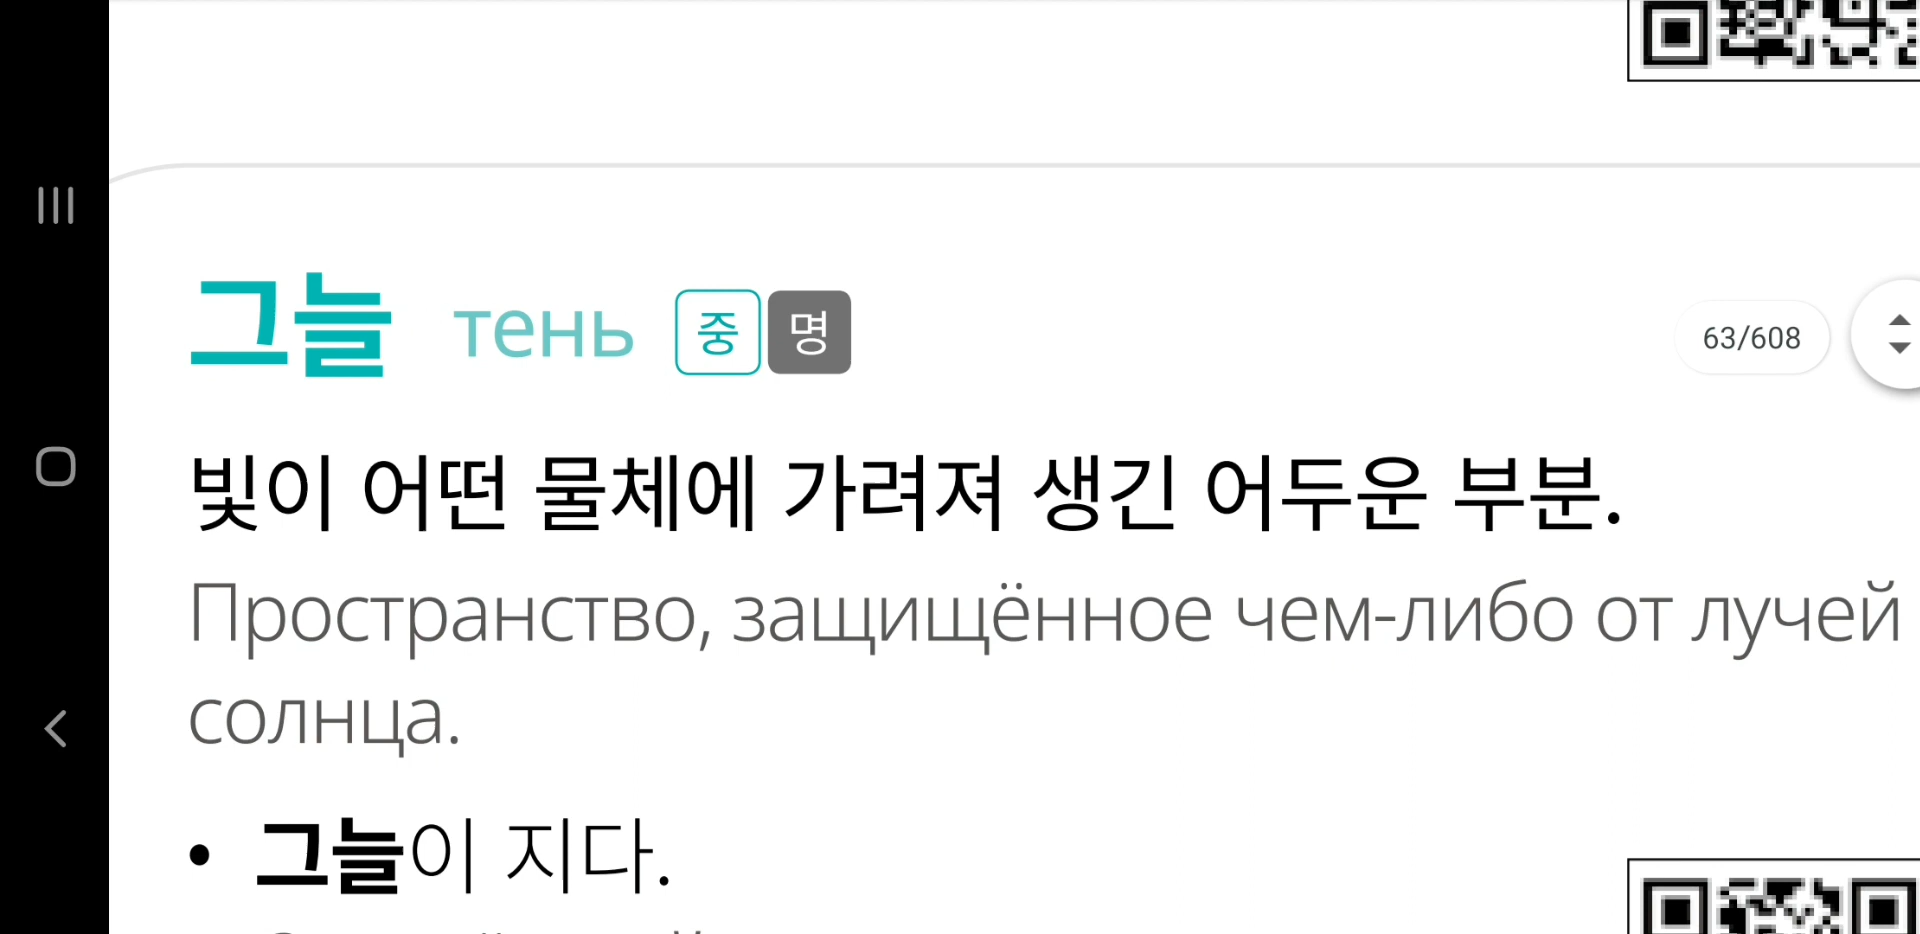 그늘 тень 중 명
63/608
빛이 어떤 물체에 가려져 생긴 어두운 부분.
Пространство, защищённое чем-либо от лучей
солнца.
• 그늘이 지다.